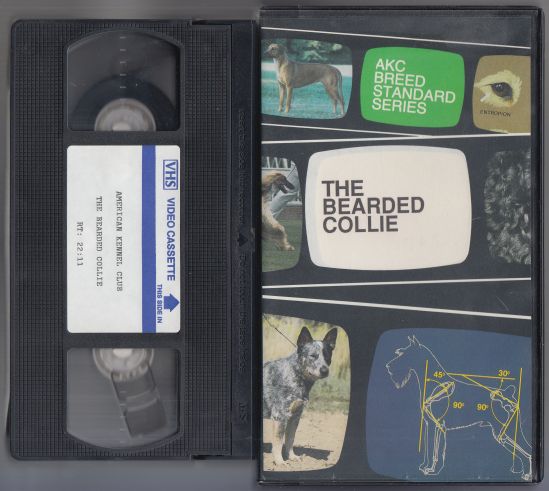 VHS VIDEO CASSETTE
THIS SIDE IN
AMERICAN KENNEL CLUB
THE BEARDED COLLIE
RT: 22:11
AKC
BREED
STANDARD
SERIES
ENTROPION
THE
BEARDED
COLLIE
45°
30°
90°
90°